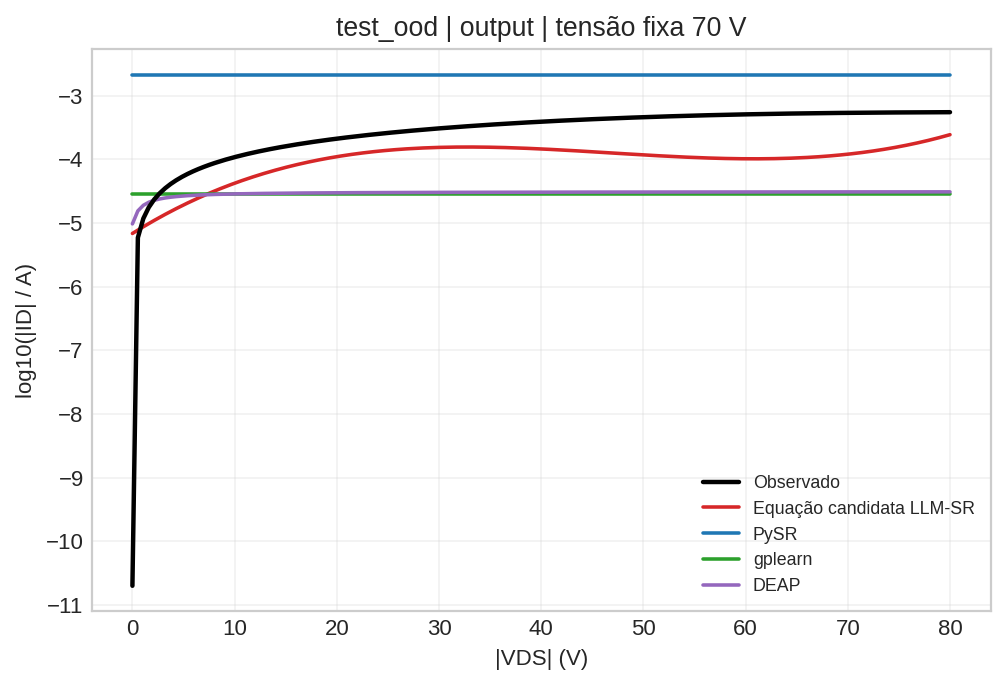 test_ood | output | tensão fixa 70 V
log10(|ID| / A)
−3
−4
−5
−6
−7
−8
−9
−10
−11
0 10 20 30 40 50 60 70 80
|VDS| (V)
Observado
Equação candidata LLM-SR
PySR
gplearn
DEAP